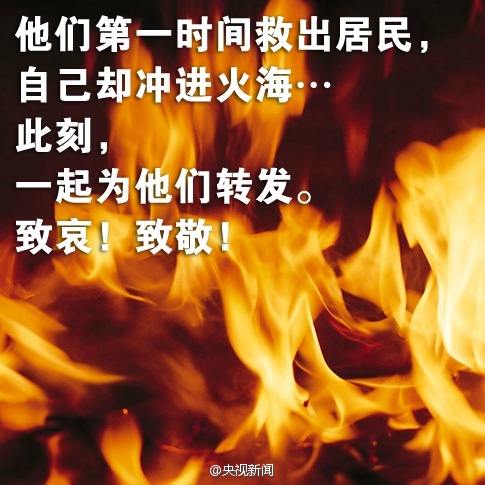 他们第一时间救出居民，
自己却冲进火海…
此刻，
一起为他们转发。
致哀！致敬！
@央视新闻